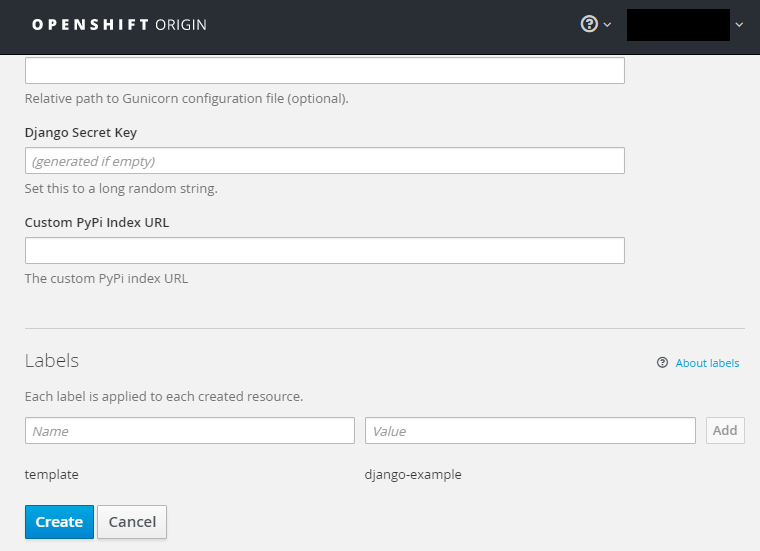 OPENSHIFT ORIGIN
Relative path to Gunicorn configuration file (optional).
Django Secret Key
(generated if empty)
Set this to a long random string.
Custom PyPi Index URL
The custom PyPi index URL
Labels
About labels
Each label is applied to each created resource.
Name Value Add
template django-example
Create Cancel